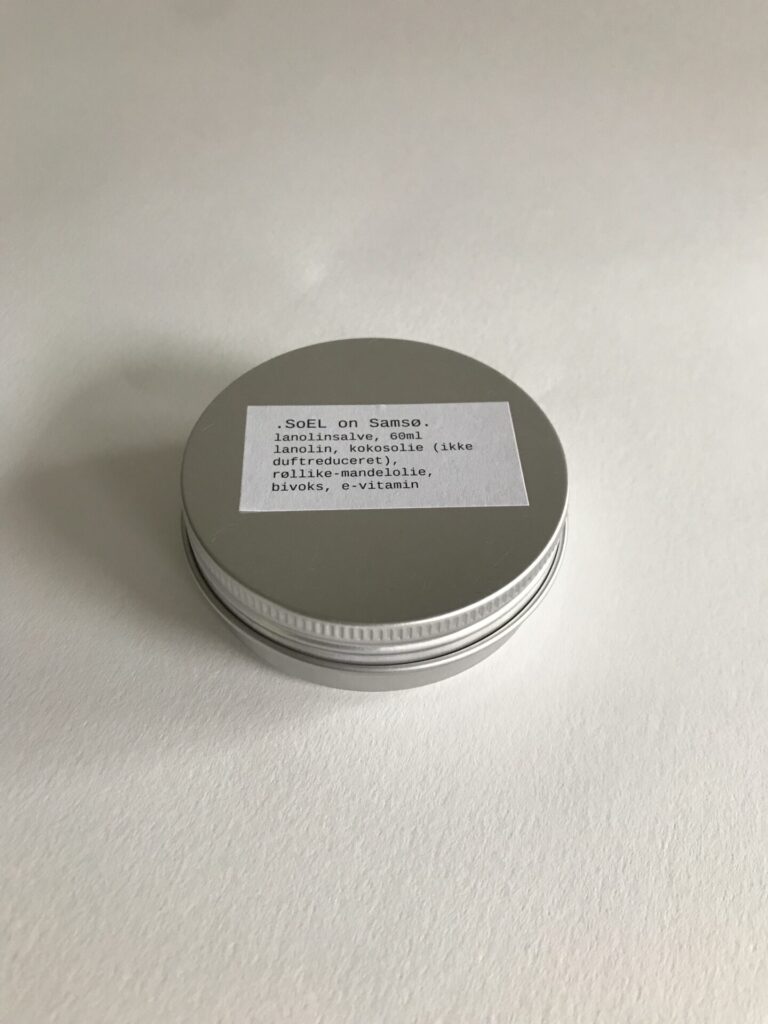 .SoEL on Samsø.
lanolinsalve, 60ml
lanolin, kokosolie (ikke
duftreduceret),
røllike-mandelolie,
bivoks, e-vitamin